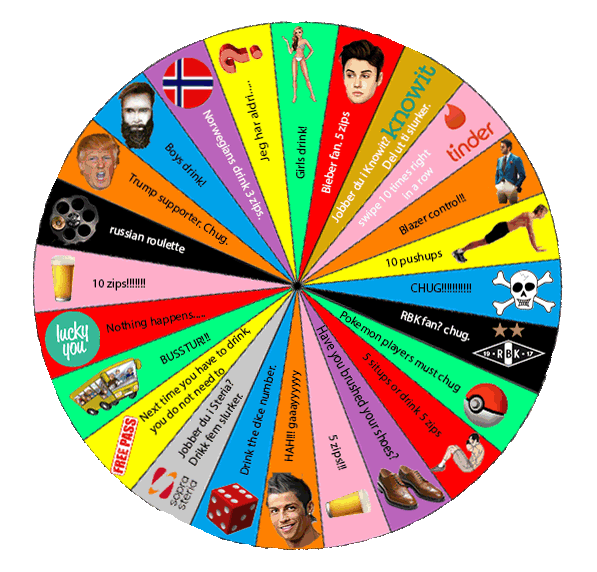 Jeg har aldri....
Girls drink!
Bieber fan. 5 zips
Jobber du i Knowit?
Del ut ti slurker.
knowit
tinder
swipe 10 times right
in a row
Blazer control!!
10 pushups
CHUG!!!!!!!!!!!
RBK fan? chug.
19 RBK 17
Poke mon players must chug
5 situps or drink 5 zips
Have you brushed your shoes?
5 zips!!!
HAH!!! gaaayyyyyy
Drink the dice number.
Jobber du i Steria?
Drikk fem slurker.
sopra
steria
Next time you have to drink,
you do not need to.
FREE PASS
BUSSTUR!!!
Nothing happens.....
lucky
you
10 zips!!!!!!!
russian roulette
Trump supporter. Chug.
Boys drink!
Norwegians drink 3 zips.